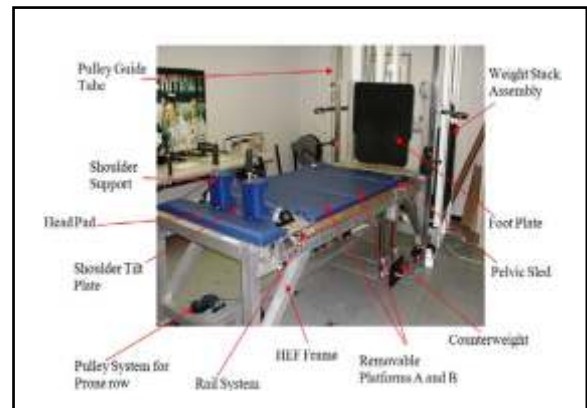 Pulley Guide
Tube
Weight Stack
Assembly
Shoulder
Support
Head Pad
Foot Plate
Shoulder Tilt
Plate
Pelvic Sled
Counterweight
Pulley System for
Prone row
HEF Frame
Rail System
Removable
Platforms A and B